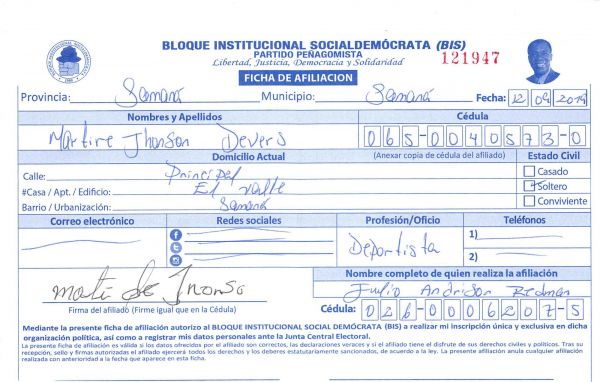 BLOQUE INSTITUCIONAL SOCIALDEMÓCRATA (BIS)
PARTIDO PEÑAGOMISTA
Libertad, Justicia, Democracia y Solidaridad
121947
FICHA DE AFILIACION
Provincia: Samaná Municipio: Samaná Fecha: 12 09 2019
Nombres y Apellidos Cédula
Martire Jhonson Devers 065-0040573-0
Domicilio Actual (Anexar copia de cédula del afiliado) Estado Civil
Calle: Principal Casado
#Casa / Apt. / Edificio: El Valle Soltero
Barrio / Urbanización: Samaná Conviviente
Correo electrónico Redes sociales Profesión/Oficio Teléfonos
Deportista 1)
2)
Nombre completo de quien realiza la afiliación
Julio Andrison Redman
Firma del afiliado (Firme igual que en la Cédula) Cédula: 026-0006207-5
Mediante la presente ficha de afiliación autorizo al BLOQUE INSTITUCIONAL SOCIAL DEMÓCRATA (BIS) a realizar mi inscripción única y exclusiva en dicha
organización política, así como a registrar mis datos personales ante la Junta Central Electoral.
La presente ficha de afiliación es válida si los datos ofrecidos por el afiliado son correctos, las declaraciones veraces y si el afiliado tiene el disfrute de sus derechos civiles y políticos. Tras su
recepción, sello y firmas autorizadas el afiliado ejercerá todos los derechos y los deberes estatutariamente sancionados, de acuerdo a la ley. La presente afiliación anula cualquier afiliación
realizada con anterioridad a la fecha que aparece en esta ficha.